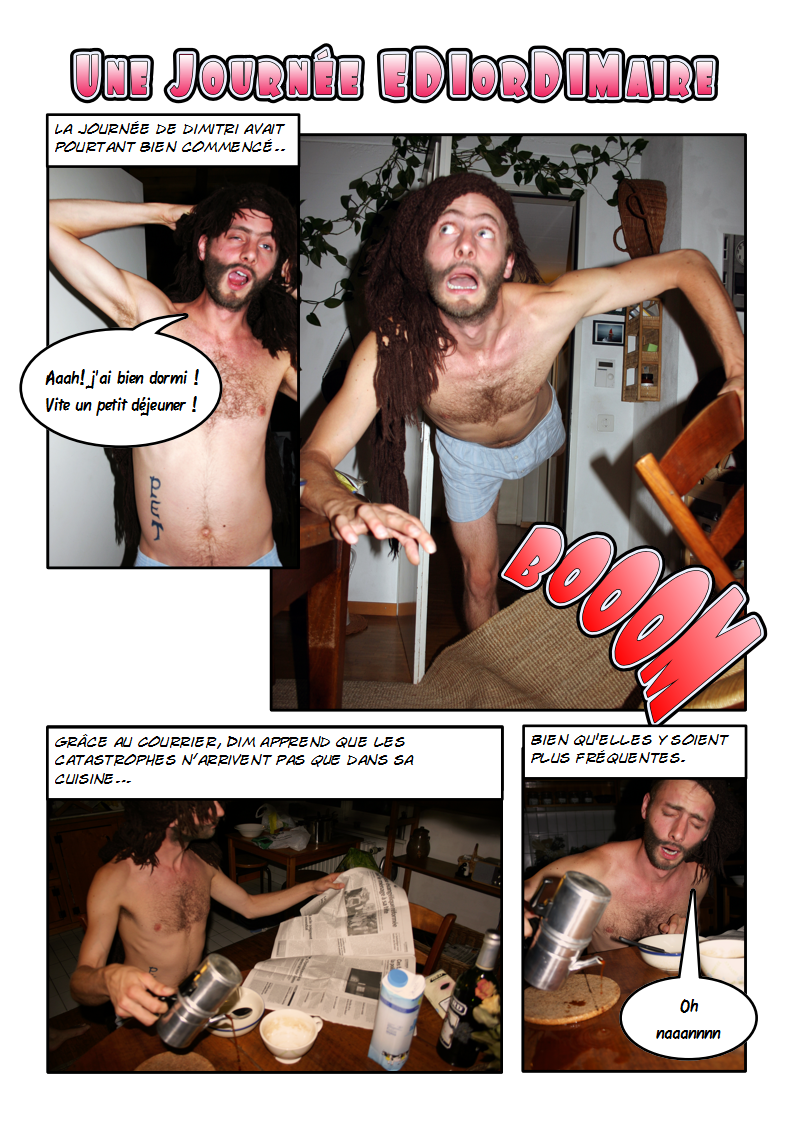 Une Journée EDIorDIMaire
LA JOURNÉE DE DIMITRI AVAIT
POURTANT BIEN COMMENCÉ..
Aaah! j'ai bien dormi !
Vite un petit déjeuner !
BOOOM
GRÂCE AU COURRIER, DIM APPREND QUE LES
CATASTROPHES N'ARRIVENT PAS QUE DANS SA
CUISINE...
BIEN QU'ELLES Y SOIENT
PLUS FRÉQUENTES.
Oh
naaannnn